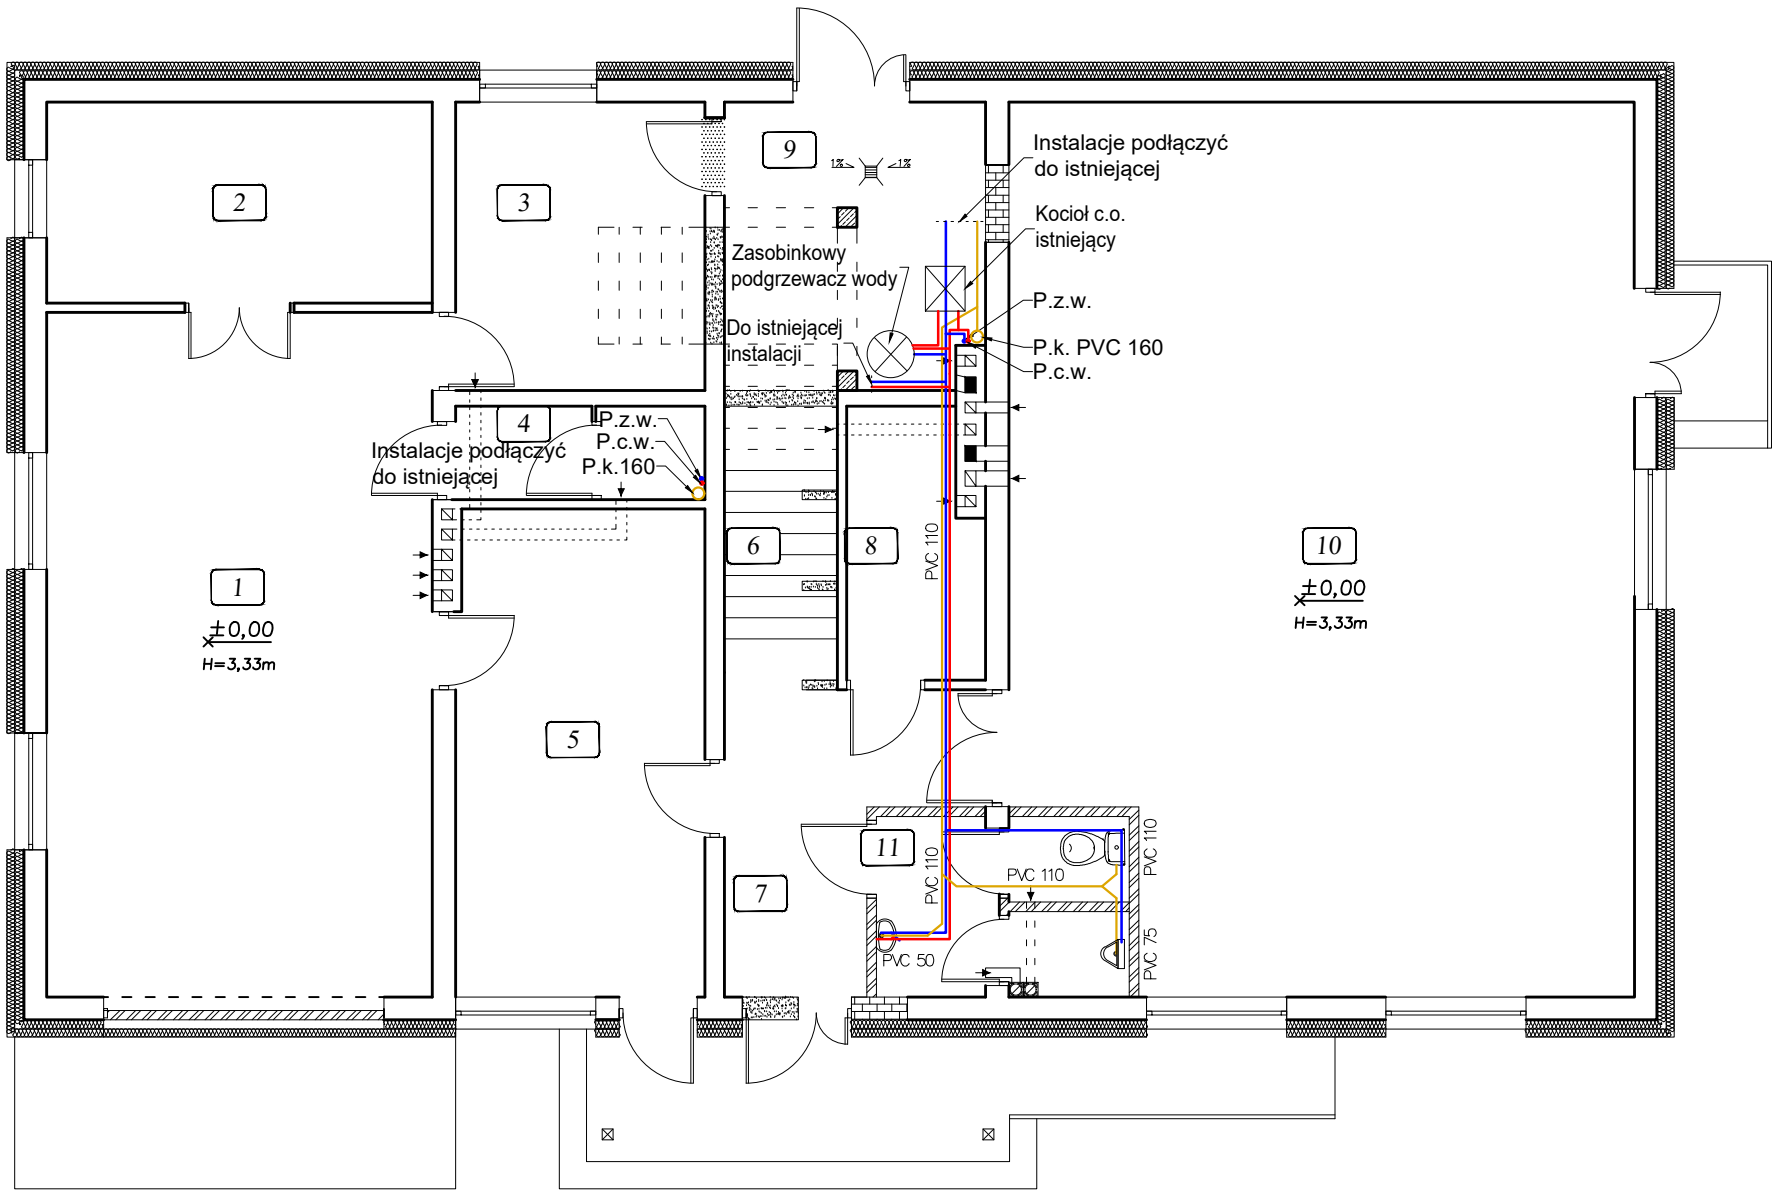 9
1% 1%
Instalacje podłączyć
do istniejącej
2
3
Kocioł c.o.
istniejący
Zasobinkowy
podgrzewacz wody
P.z.w.
Do istniejącej
instalacji
P.k. PVC 160
P.c.w.
4
P.z.w.
P.c.w.
P.k.160
Instalacje podłączyć
do istniejącej
PVC 110
6
8
10
±0,00
H=3,33m
1
±0,00
H=3,33m
5
11
PVC 110
PVC 110
PVC 110
7
PVC 50
PVC 75